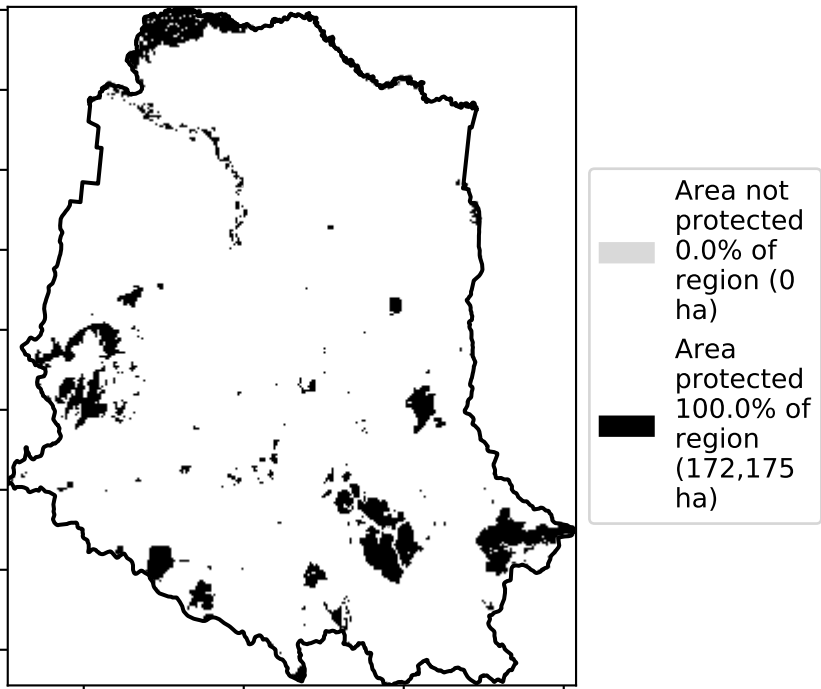 Area not
protected
0.0% of
region (0
ha)
Area
protected
100.0% of
region
(172,175
ha)